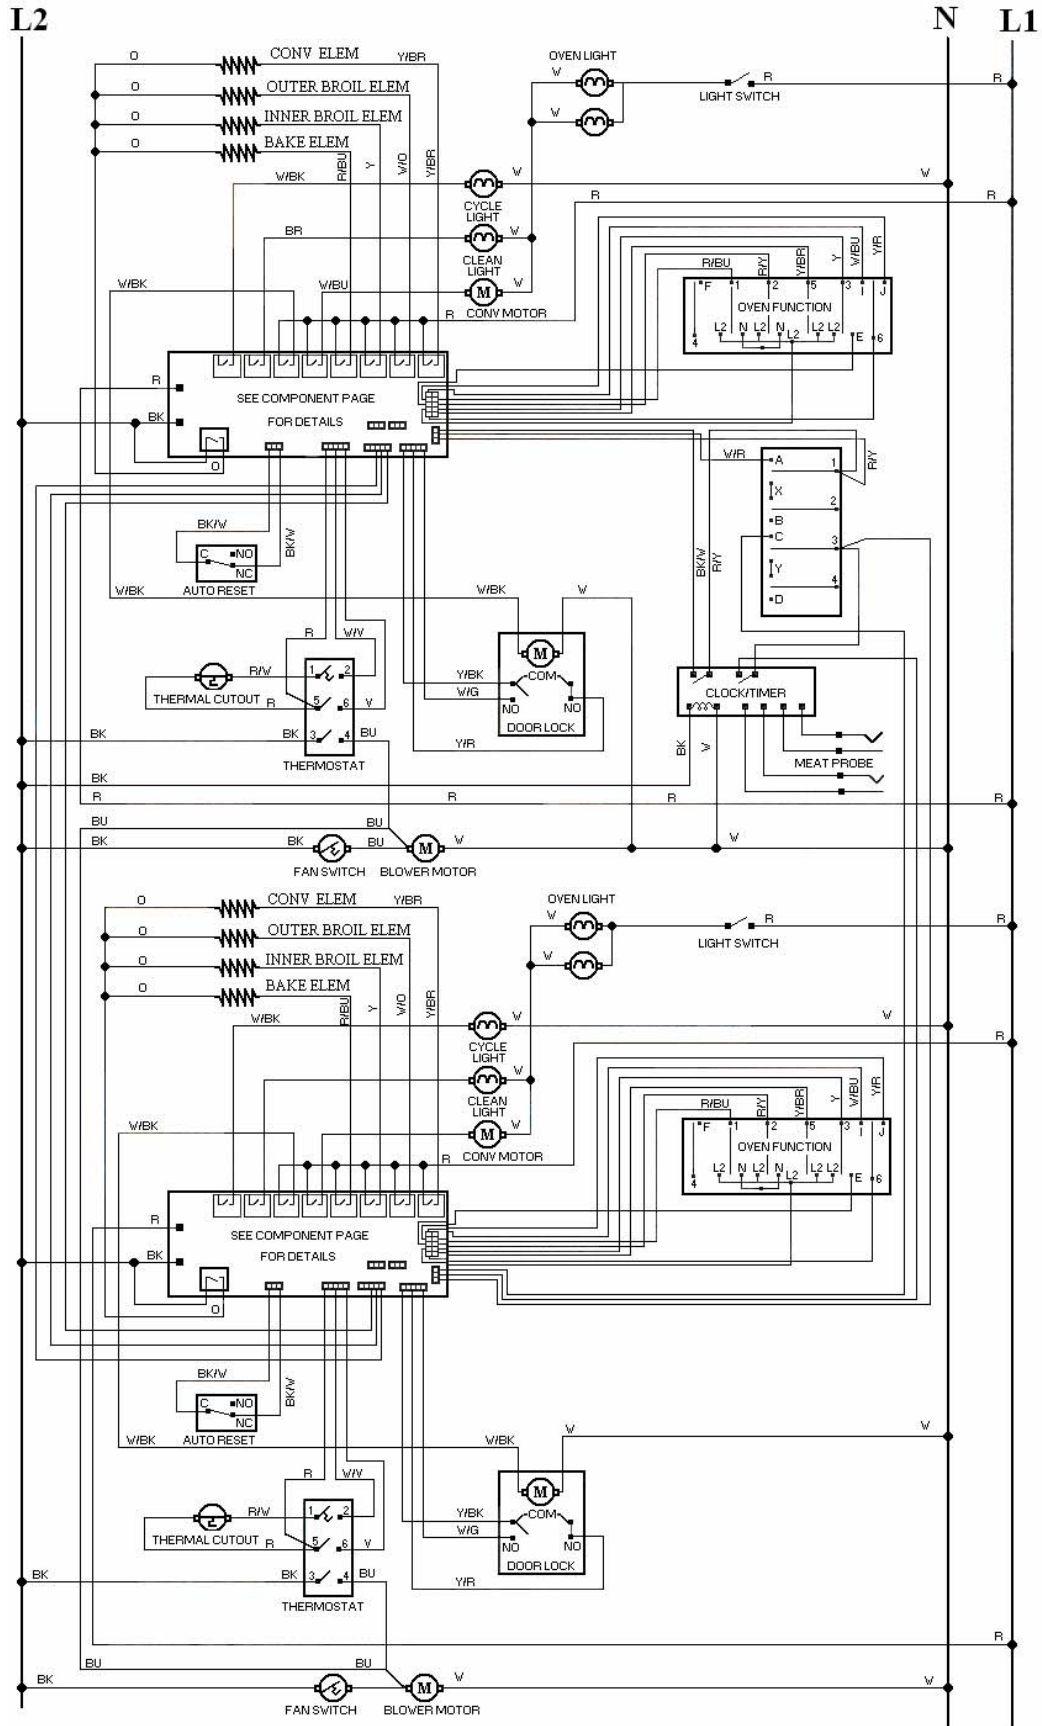 L2 N L1
O CONV ELEM Y/BR OVEN LIGHT
W R R
LIGHT SWITCH
O OUTER BROIL ELEM
O INNER BROIL ELEM W
O BAKE ELEM
R/BU Y W/O Y/BR
W/BK W W
CYCLE
LIGHT
R R
BR W
CLEAN
LIGHT
W/BK W/BU M W
CONV MOTOR
R
R/BU R/Y Y/BR Y W/BU Y/R
F 1 2 5 3 I J
OVEN FUNCTION
L2 N L2 N L2 L2 L2
4 E 6
R
SEE COMPONENT PAGE
BK FOR DETAILS
O
W/R A 1 R/Y
X
2
B
C 3
Y
4
D
BK/W
BK/W
C NO
NC
AUTO RESET
BK/W R/Y
W/BK W/BK W
R W/V
M
COM
NO NO
DOOR LOCK
Y/BK
W/G
Y/R
THERMAL CUTOUT
R/W 1 2
R 5 6 V
BK BK 3 4 BU
THERMOSTAT
CLOCK/TIMER
BK W
MEAT PROBE
BK
R R R R
BU BU
BK BK BU M W W
FAN SWITCH BLOWER MOTOR
O CONV ELEM Y/BR OVEN LIGHT
W R R
LIGHT SWITCH
O OUTER BROIL ELEM
O INNER BROIL ELEM W
O BAKE ELEM
R/BU Y W/O Y/BR
W/BK W W
CYCLE
LIGHT
R
W
CLEAN
LIGHT
W/BK M W
CONV MOTOR
R
R/BU R/Y Y/BR Y W/BU Y/R
F 1 2 5 3 I J
OVEN FUNCTION
L2 N L2 N L2 L2 L2
4 E 6
R
SEE COMPONENT PAGE
BK FOR DETAILS
O
BK/W
BK/W
C NO
NC
AUTO RESET
W/BK W/BK W W
R W/V
M
COM
NO NO
DOOR LOCK
Y/BK
W/G
Y/R
THERMAL CUTOUT
R/W 1 2
R 5 6 V
BK BK 3 4 BU
THERMOSTAT
R
BU BU
BK M W W
FAN SWITCH BLOWER MOTOR